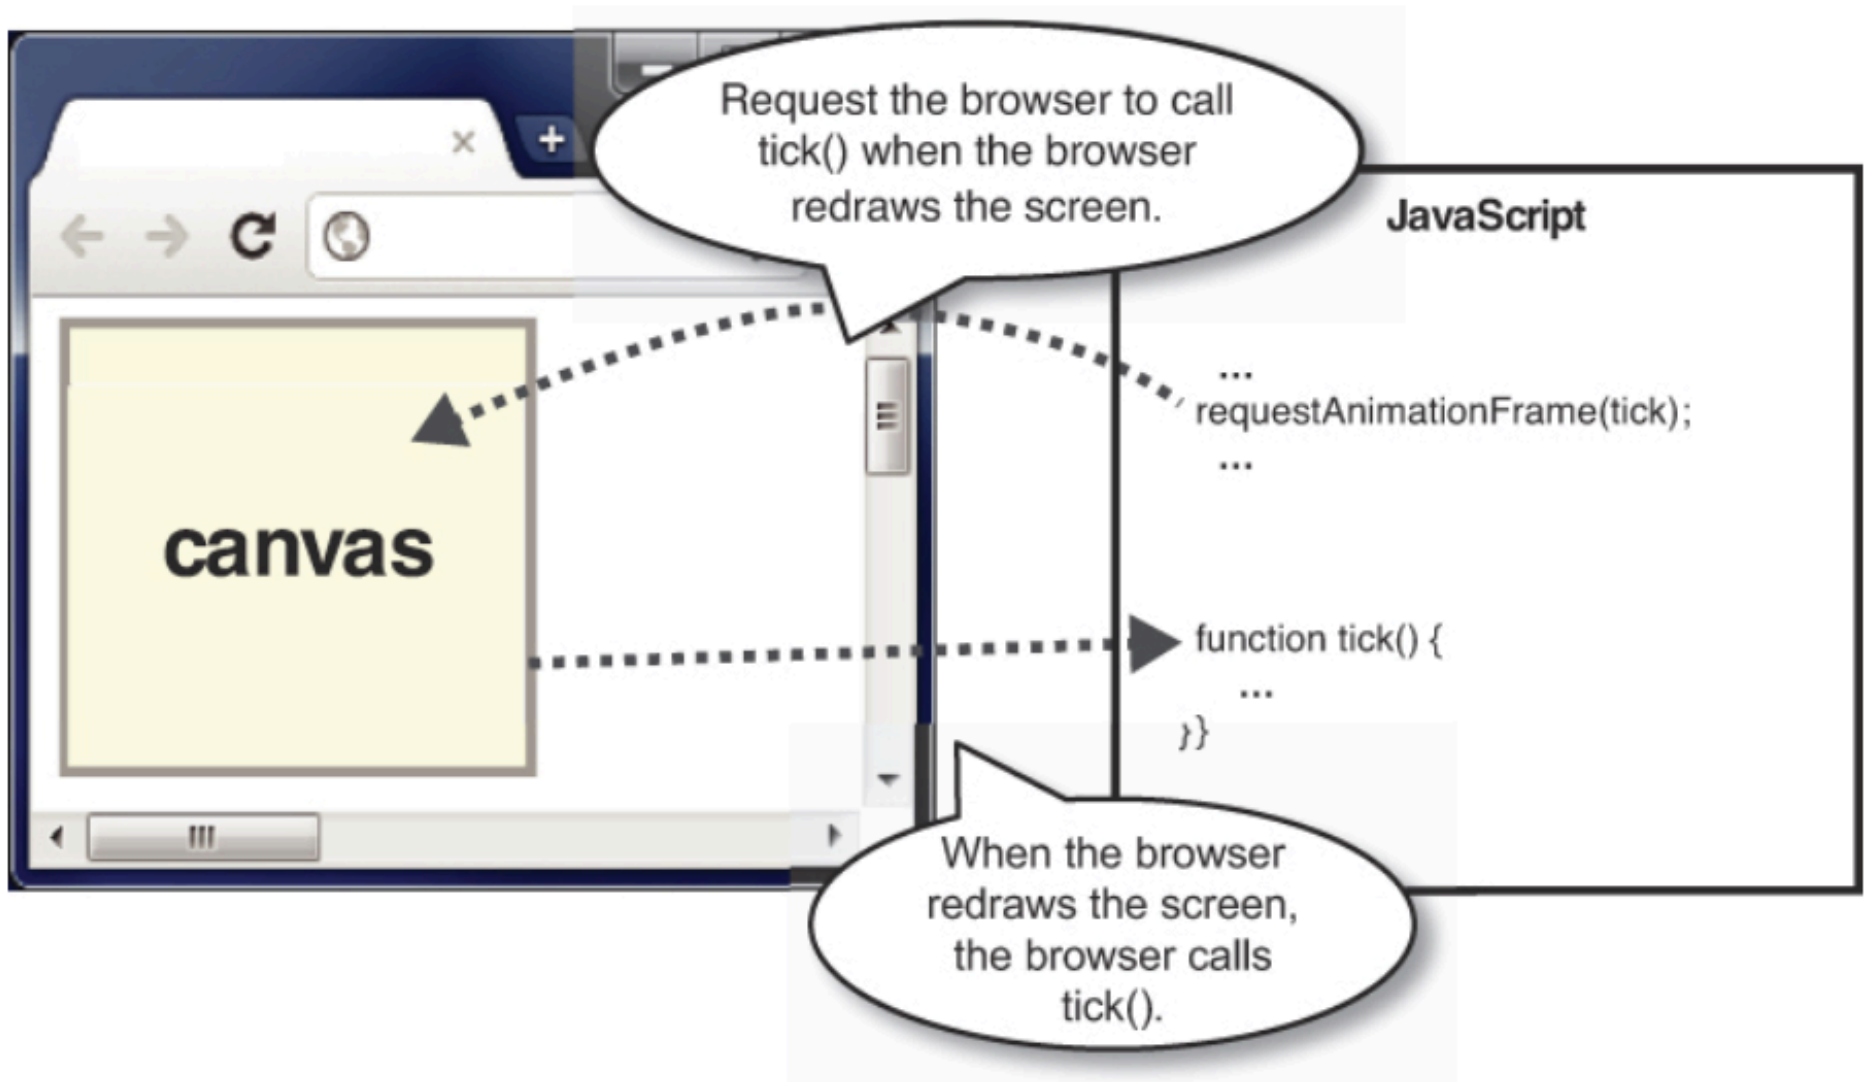 Request the browser to call
tick() when the browser
redraws the screen.
JavaScript
...
requestAnimationFrame(tick);
...
canvas
function tick() {
...
}}
When the browser
redraws the screen,
the browser calls
tick().